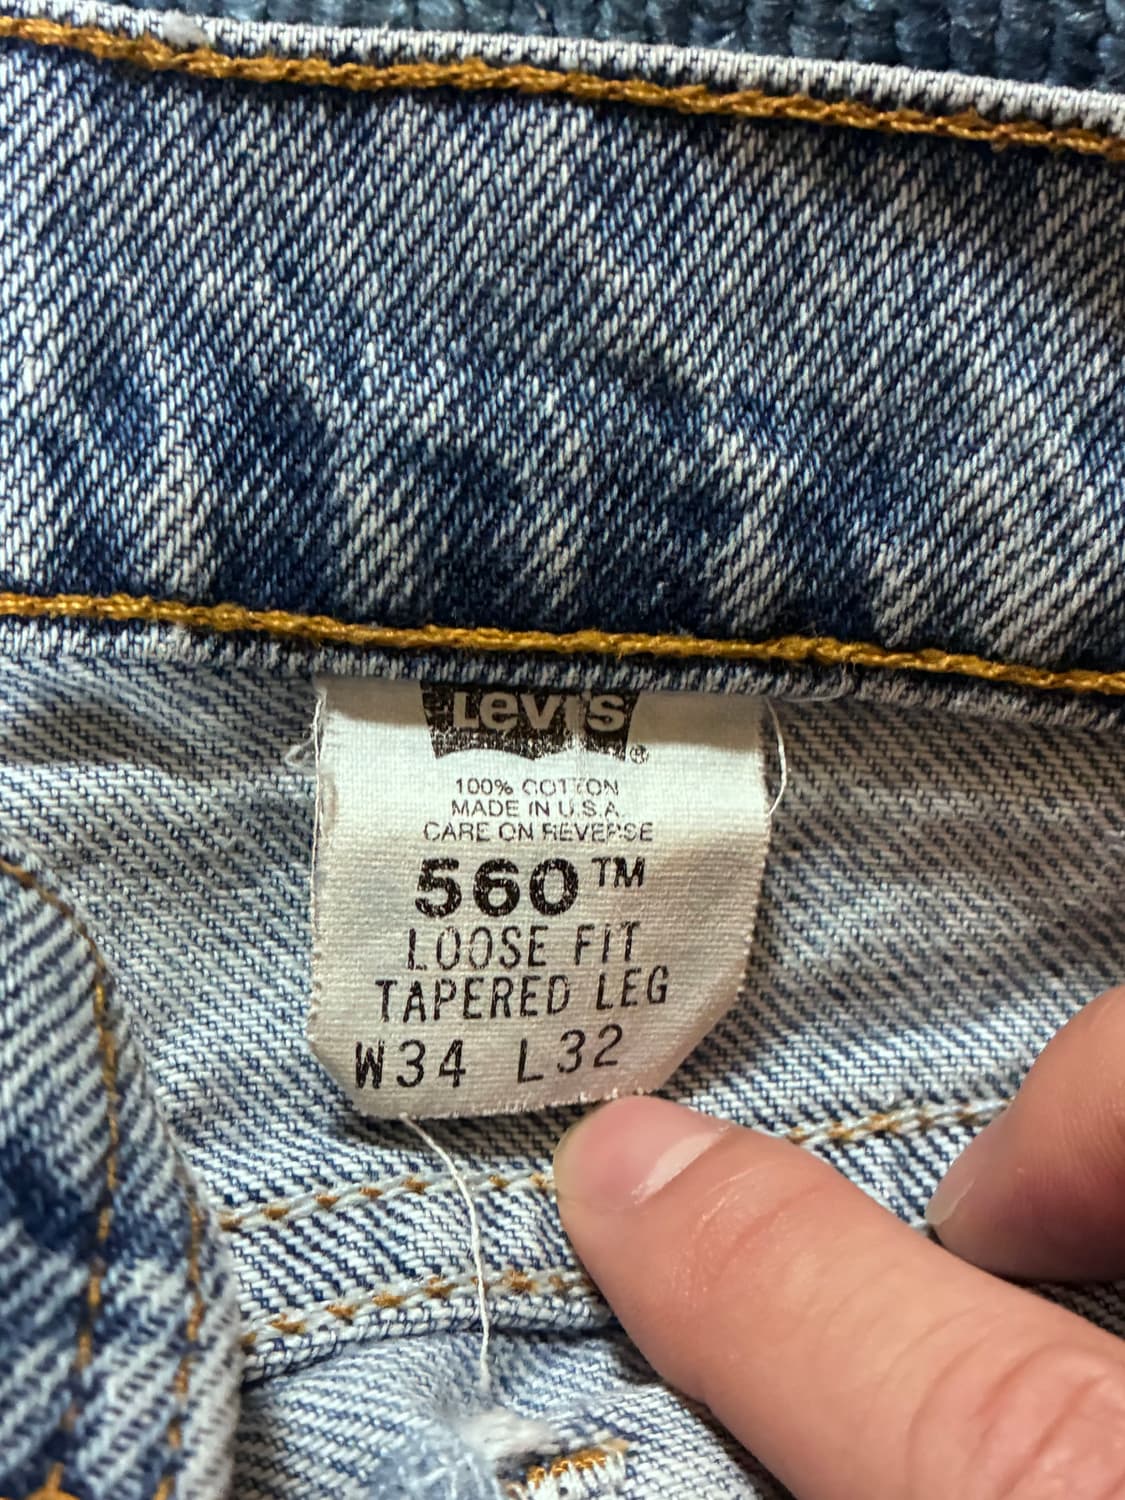 Levi's ®
100% COTTON
MADE IN U.S.A
CARE ON REVERSE
560™
LOOSE FIT
TAPERED LEG
W34 L32